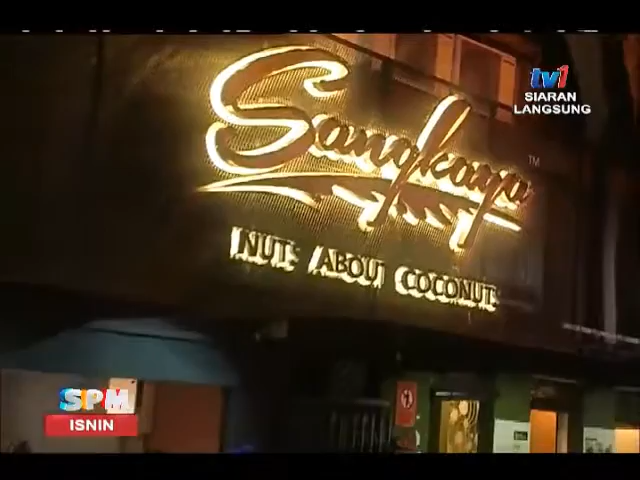 tv1
SIARAN
LANGSUNG
Sangkaya TM
NUTS ABOUT COCONUTS
SPM
ISNIN